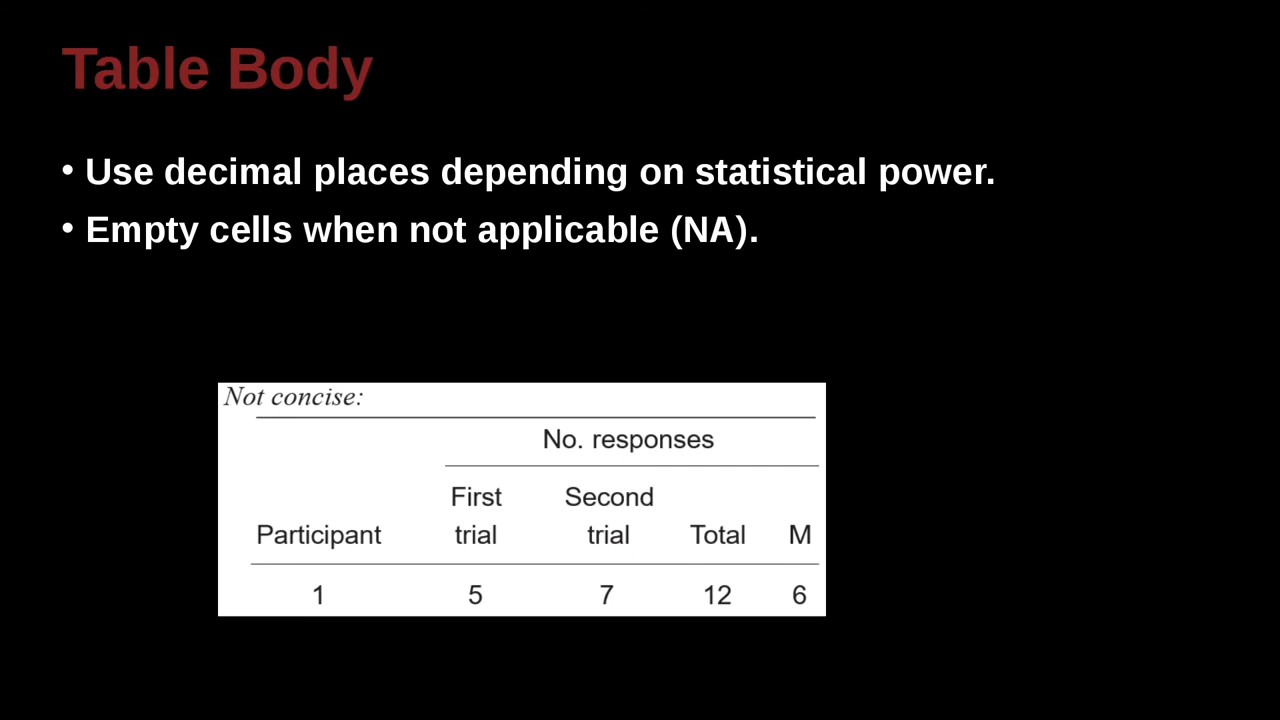 Table Body
• Use decimal places depending on statistical power.
• Empty cells when not applicable (NA).
Not concise:
No. responses
First Second
Participant trial trial Total M
1 5 7 12 6